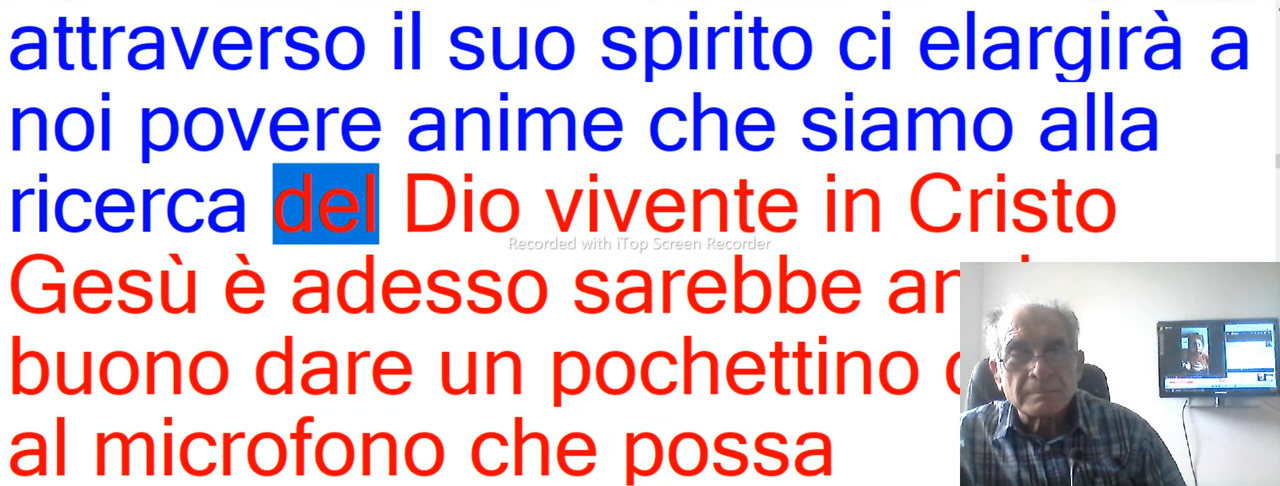 attraverso il suo spirito ci elargirà a
noi povere anime che siamo alla
ricerca del Dio vivente in Cristo
Recorded with iTop Screen Recorder
Gesù è adesso sarebbe
buono dare un pochettino
al microfono che possa